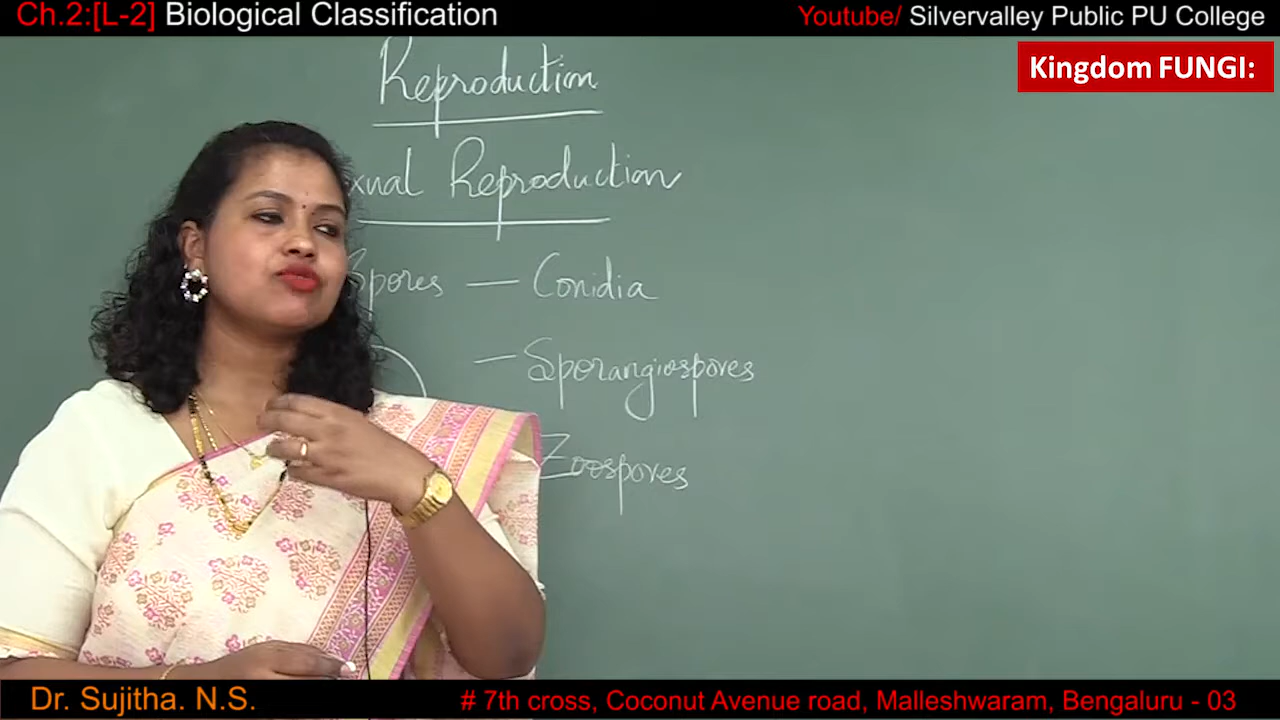 Ch.2:[L-2] Biological Classification
Youtube/ Silvervalley Public PU College
Kingdom FUNGI:
Reproduction
xual Reproduction
Spores — Conidia
— Sporangiospores
Zoospores
Dr. Sujitha. N.S.
# 7th cross, Coconut Avenue road, Malleshwaram, Bengaluru - 03